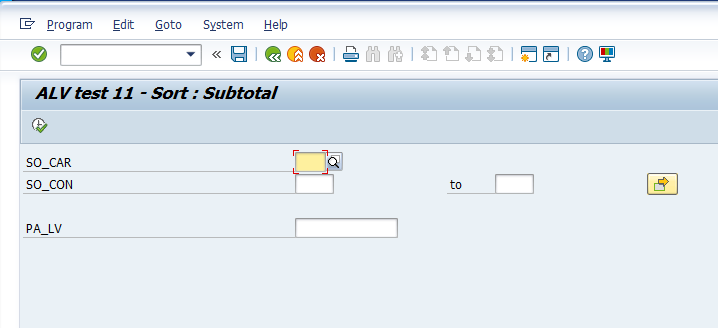 Program Edit Goto System Help
ALV test 11 - Sort : Subtotal
SO_CAR
SO_CON to
PA_LV